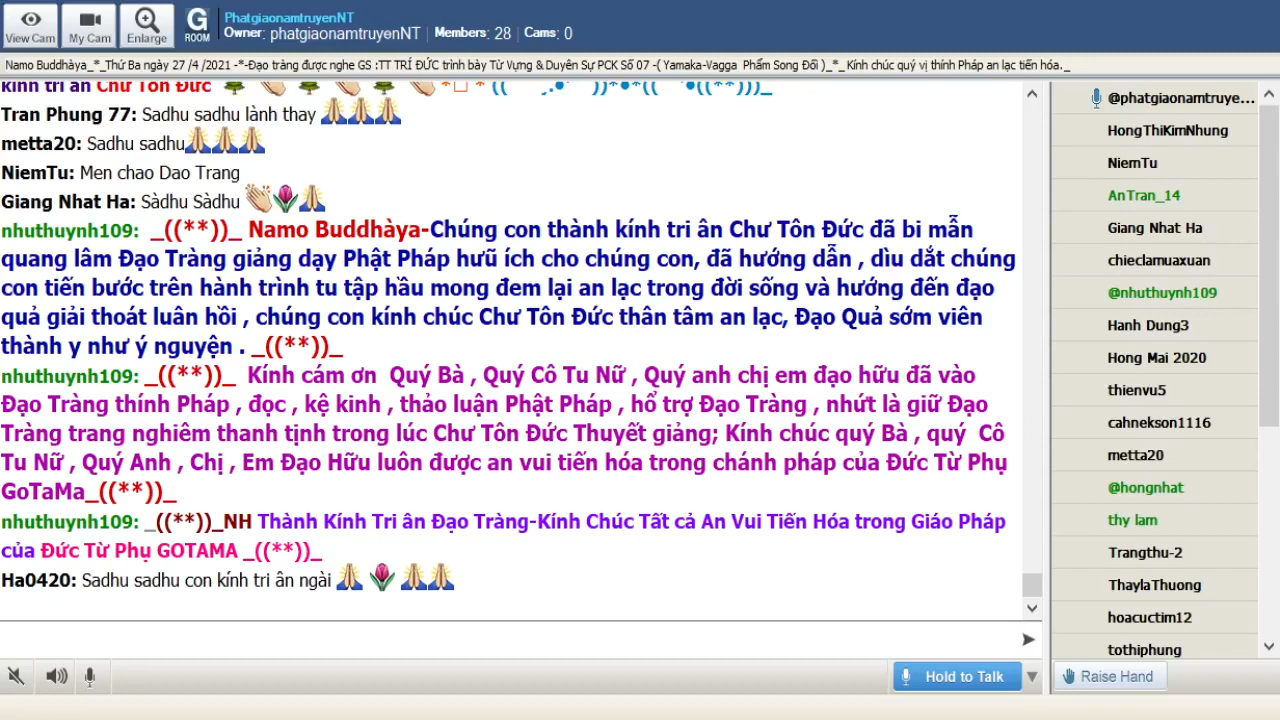 View Cam
My Cam
Enlarge
G
ROOM
PhatgiaonamtruyenNT
Owner: phatgiaonamtruyenNT | Members: 28 | Cams: 0
Namo Buddhàya_*_Thứ Ba ngày 27 /4 /2021 -*-Đạo tràng được nghe GS :TT TRÍ ĐỨC trình bày Từ Vựng & Duyên Sự PCK Số 07 -( Yamaka-Vagga Phẩm Song Đối )_*_ Kính chúc quý vị thính Pháp an lạc tiến hóa._
kính tri ân Chư Tôn Đức
Tran Phung 77: Sadhu sadhu lành thay 🙏🙏🙏
metta20: Sadhu sadhu🙏🙏🙏
NiemTu: Men chao Dao Trang
Giang Nhat Ha: Sàdhu Sàdhu 👏🌷🙏
nhuthuynh109: _((**))_ Namo Buddhàya-Chúng con thành kính tri ân Chư Tôn Đức đã bi mẫn
quang lâm Đạo Tràng giảng dạy Phật Pháp hưũ ích cho chúng con, đã hướng dẫn , dìu dắt chúng
con tiến bước trên hành trình tu tập hầu mong đem lại an lạc trong đời sống và hướng đến đạo
quả giải thoát luân hồi , chúng con kính chúc Chư Tôn Đức thân tâm an lạc, Đạo Quả sớm viên
thành y như ý nguyện . _((**))_
nhuthuynh109: _((**))_ Kính cám ơn Quý Bà , Quý Cô Tu Nữ , Quý anh chị em đạo hữu đã vào
Đạo Tràng thính Pháp , đọc , kệ kinh , thảo luận Phật Pháp , hổ trợ Đạo Tràng , nhứt là giữ Đạo
Tràng trang nghiêm thanh tịnh trong lúc Chư Tôn Đức Thuyết giảng; Kính chúc quý Bà , quý Cô
Tu Nữ , Quý Anh , Chị , Em Đạo Hữu luôn được an vui tiến hóa trong chánh pháp của Đức Từ Phụ
GoTaMa_((**))_
nhuthuynh109: _((**))_NH Thành Kính Tri ân Đạo Tràng-Kính Chúc Tất cả An Vui Tiến Hóa trong Giáo Pháp
của Đức Từ Phụ GOTAMA _((**))_
Ha0420: Sadhu sadhu con kính tri ân ngài 🙏🌷🙏🙏
Hold to Talk
@phatgiaonamtruye...
HongThiKimNhung
NiemTu
AnTran_14
Giang Nhat Ha
chieclamuaxuan
@nhuthuynh109
Hanh Dung3
Hong Mai 2020
thienvu5
cahnekson1116
metta20
@hongnhat
thy lam
Trangthu-2
ThaylaThuong
hoacuctim12
tothiphung
Raise Hand